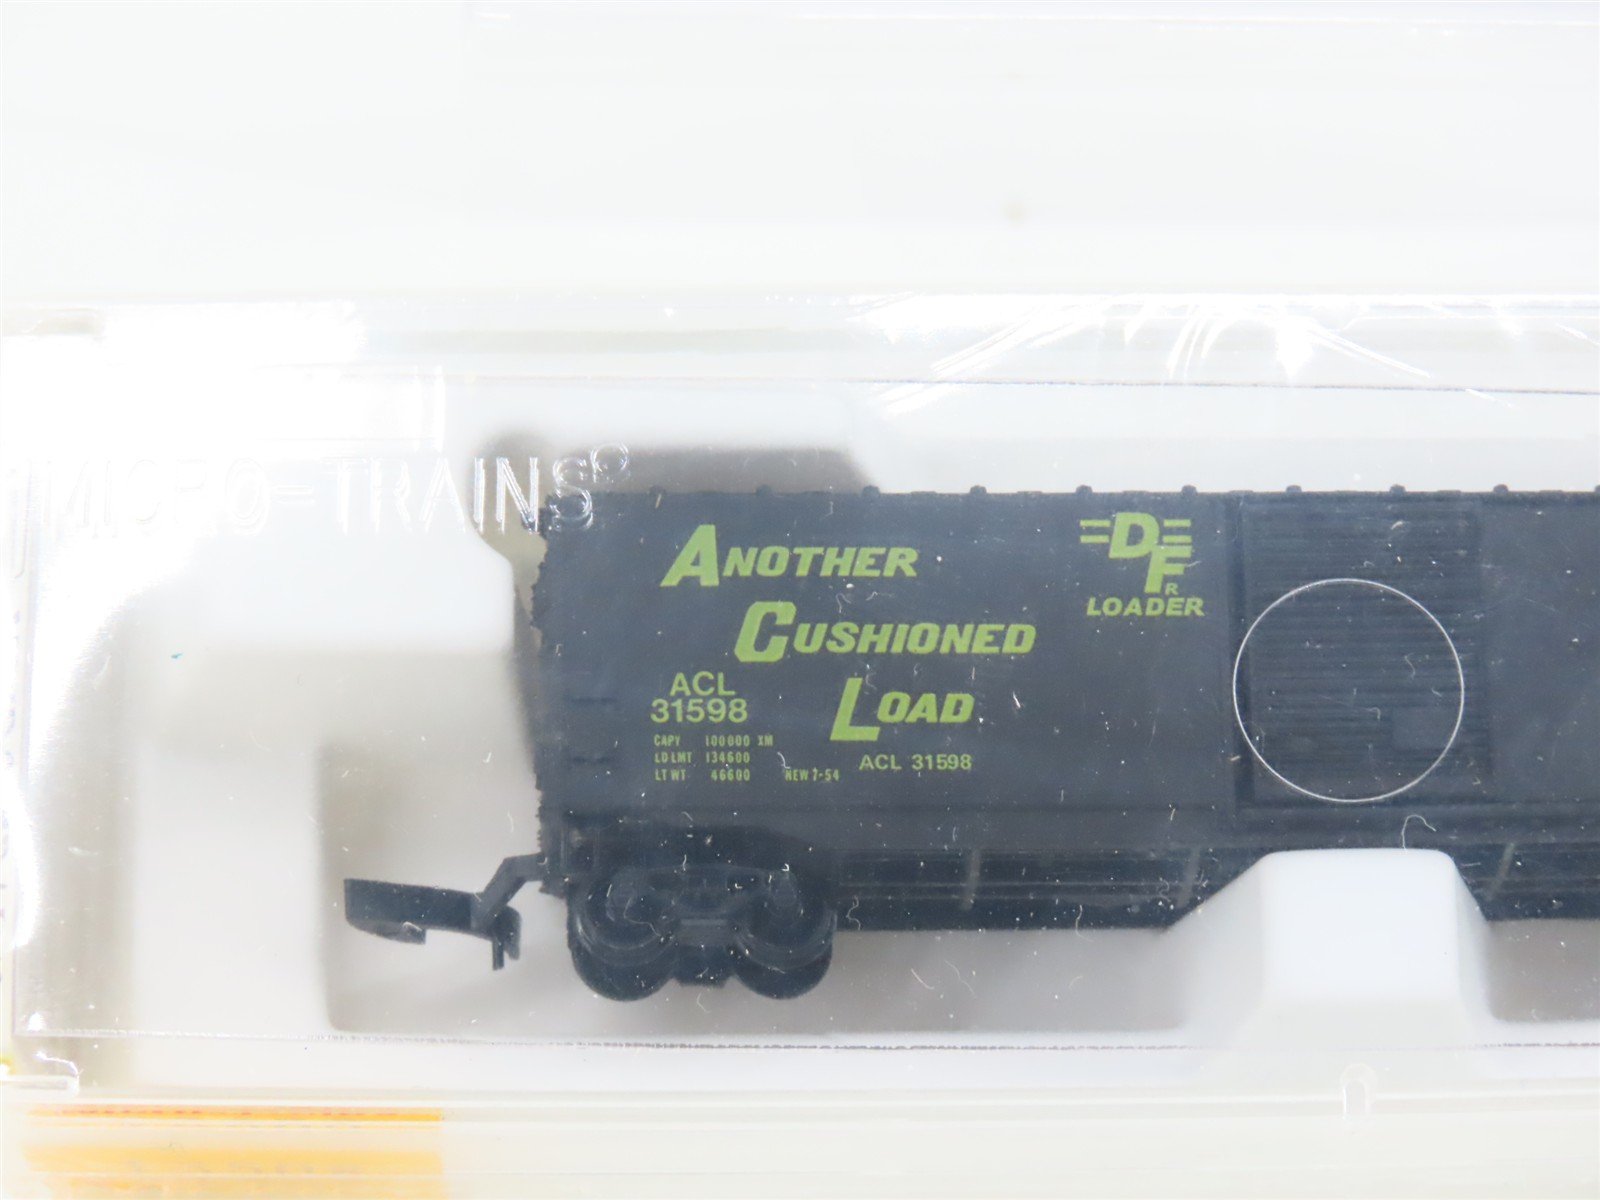 MICRO-TRAINS®
ANOTHER
CUSHIONED
LOAD
DF
R
LOADER
ACL
31598
CAPY 100000 XM
LD LMT 134600
LT WT 46600 NEW 7-54
ACL 31598